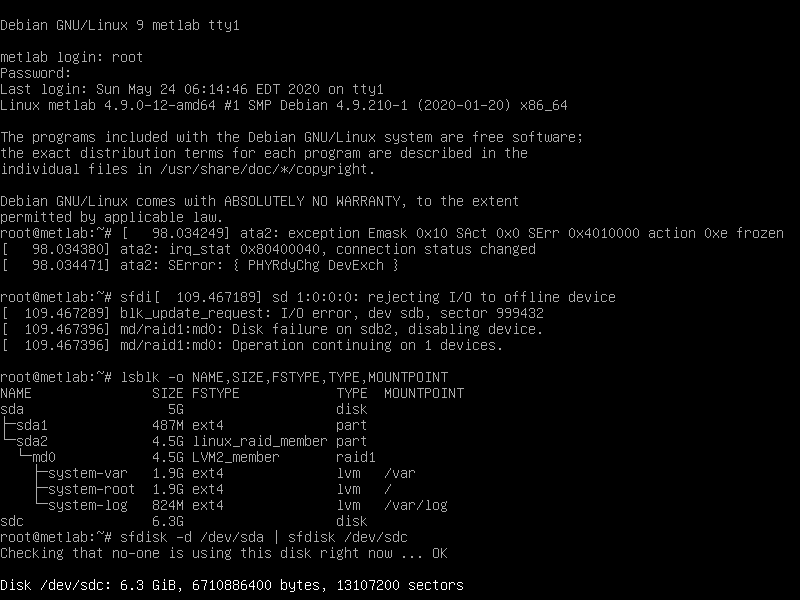 Debian GNU/Linux 9 metlab tty1
metlab login: root
Password:
Last login: Sun May 24 06:14:46 EDT 2020 on tty1
Linux metlab 4.9.0-12-amd64 #1 SMP Debian 4.9.210-1 (2020-01-20) x86_64
The programs included with the Debian GNU/Linux system are free software;
the exact distribution terms for each program are described in the
individual files in /usr/share/doc/*/copyright.
Debian GNU/Linux comes with ABSOLUTELY NO WARRANTY, to the extent
permitted by applicable law.
root@metlab:~# [   98.034249] ata2: exception Emask 0x10 SAct 0x0 SErr 0x4010000 action 0xe frozen
[   98.034380] ata2: irq_stat 0x80400040, connection status changed
[   98.034471] ata2: SError: { PHYRdyChg DevExch }
root@metlab:~# sfdi[  109.467189] sd 1:0:0:0: rejecting I/O to offline device
[  109.467289] blk_update_request: I/O error, dev sdb, sector 999432
[  109.467396] md/raid1:md0: Disk failure on sdb2, disabling device.
[  109.467396] md/raid1:md0: Operation continuing on 1 devices.
root@metlab:~# lsblk -o NAME,SIZE,FSTYPE,TYPE,MOUNTPOINT
NAME               SIZE FSTYPE            TYPE  MOUNTPOINT
sda                  5G                   disk
├─sda1             487M ext4              part
└─sda2             4.5G linux_raid_member part
  └─md0            4.5G LVM2_member       raid1
    ├─system-var   1.9G ext4              lvm   /var
    ├─system-root  1.9G ext4              lvm   /
    └─system-log   824M ext4              lvm   /var/log
sdc                6.3G                   disk
root@metlab:~# sfdisk -d /dev/sda | sfdisk /dev/sdc
Checking that no-one is using this disk right now ... OK
Disk /dev/sdc: 6.3 GiB, 6710886400 bytes, 13107200 sectors